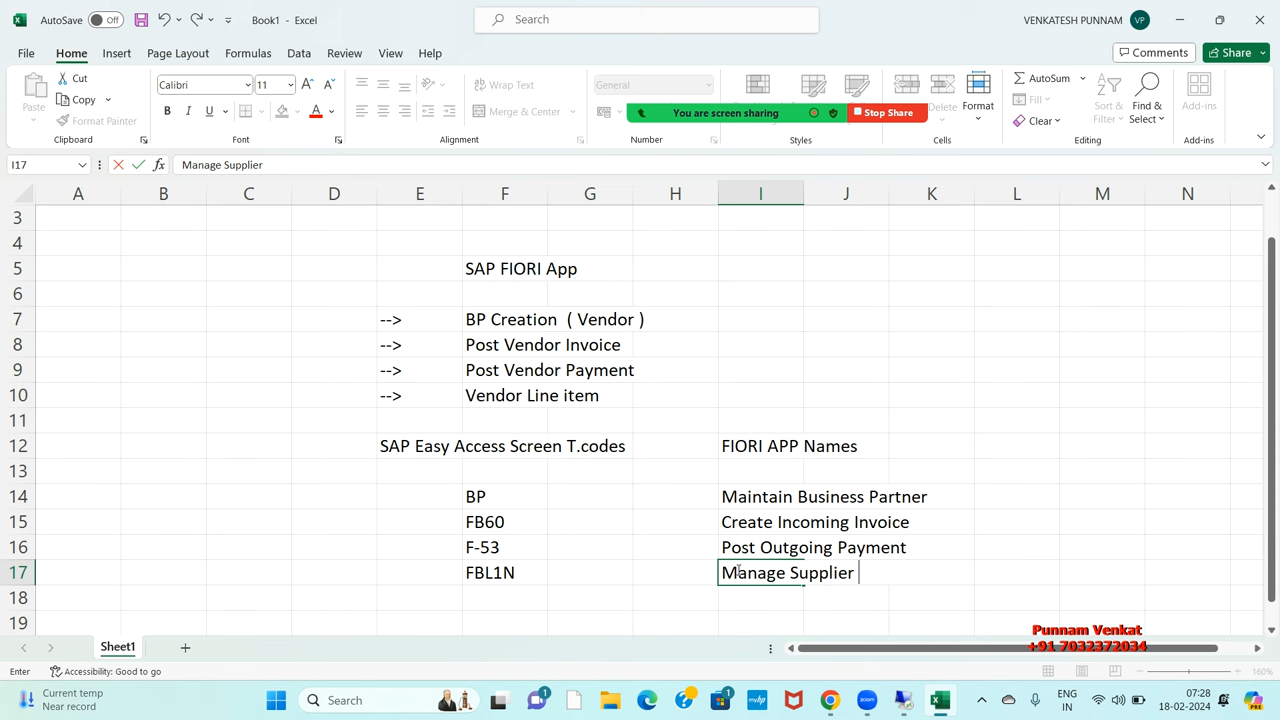 AutoSave Off Book1 - Excel Search VENKATESH PUNNAM VP
File Home Insert Page Layout Formulas Data Review View Help Comments Share
Paste Cut Copy Format Painter
Calibri 11 Wrap Text Merge & Center General
You are screen sharing Stop Share
Delete Format AutoSum Fill Clear Sort & Filter Find & Select Add-ins
Clipboard Font Alignment Number Styles Cells Editing Add-ins
I17 fx Manage Supplier
A B C D E F G H I J K L M N
3
4
5 SAP FIORI App
6
7 --> BP Creation ( Vendor )
8 --> Post Vendor Invoice
9 --> Post Vendor Payment
10 --> Vendor Line item
11
12 SAP Easy Access Screen T.codes FIORI APP Names
13
14 BP Maintain Business Partner
15 FB60 Create Incoming Invoice
16 F-53 Post Outgoing Payment
17 FBL1N Manage Supplier
18
19
Punnam Venkat
+91 7032372034
Sheet1
Enter Accessibility: Good to go 160%
Current temp
New record
Search
ENG
IN
07:28
18-02-2024